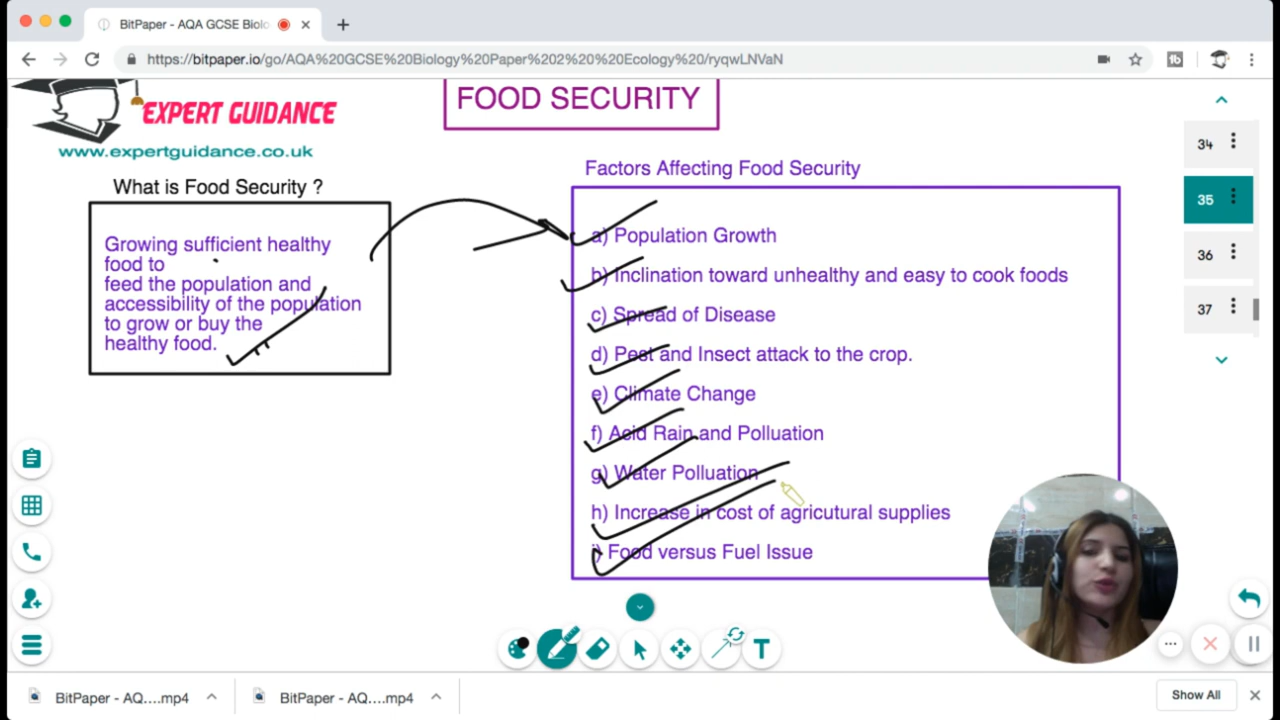 BitPaper - AQA GCSE Biolo
https://bitpaper.io/go/AQA%20GCSE%20Biology%20Paper%202%20%20Ecology%20/ryqwLNVaN
EXPERT GUIDANCE
www.expertguidance.co.uk
FOOD SECURITY
What is Food Security ?
Growing sufficient healthy
food to
feed the population and
accessibility of the population
to grow or buy the
healthy food.
Factors Affecting Food Security
a) Population Growth
b) Inclination toward unhealthy and easy to cook foods
c) Spread of Disease
d) Pest and Insect attack to the crop.
e) Climate Change
f) Acid Rain and Polluation
g) Water Polluation
h) Increase in cost of agricutural supplies
i) Food versus Fuel Issue
34
35
36
37
T
BitPaper - AQ....mp4
BitPaper - AQ....mp4
Show All